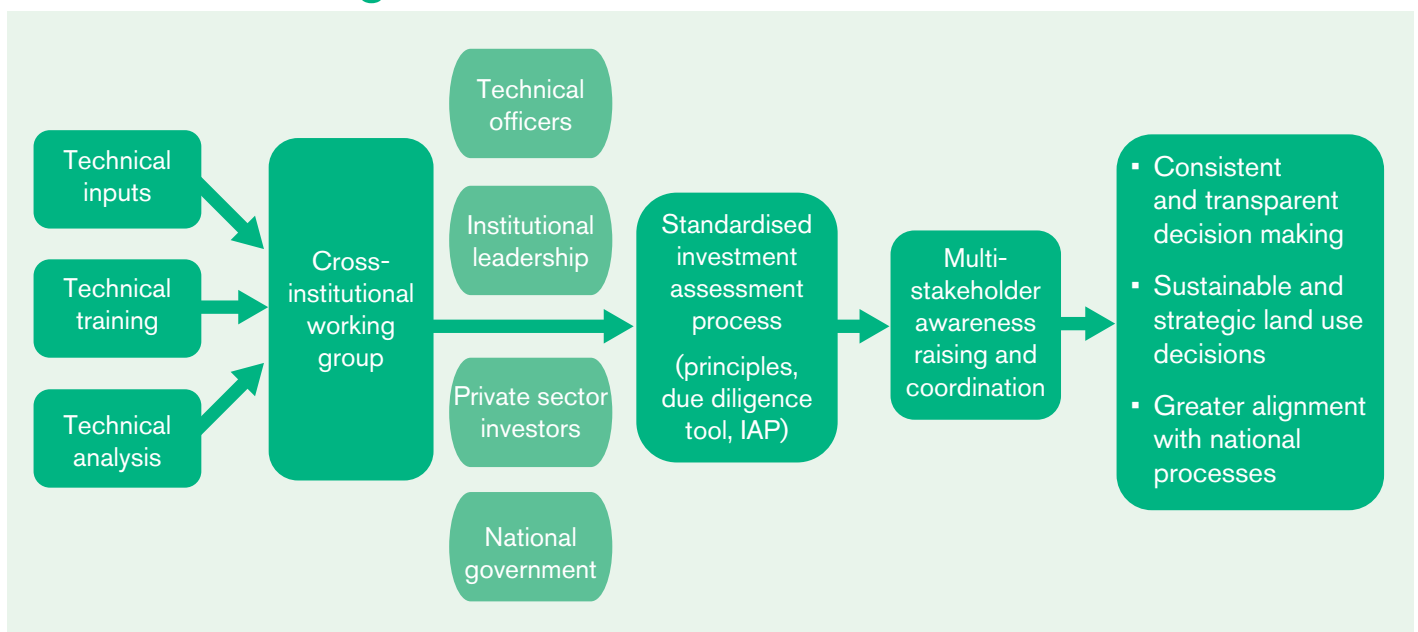 Technical
inputs
Technical
training
Technical
analysis
Cross-
institutional
working
group
Technical
officers
Institutional
leadership
Private sector
investors
National
government
Standardised
investment
assessment
process
(principles,
due diligence
tool, IAP)
Multi-
stakeholder
awareness
raising and
coordination
▪ Consistent
and transparent
decision making
▪ Sustainable and
strategic land use
decisions
▪ Greater alignment
with national
processes